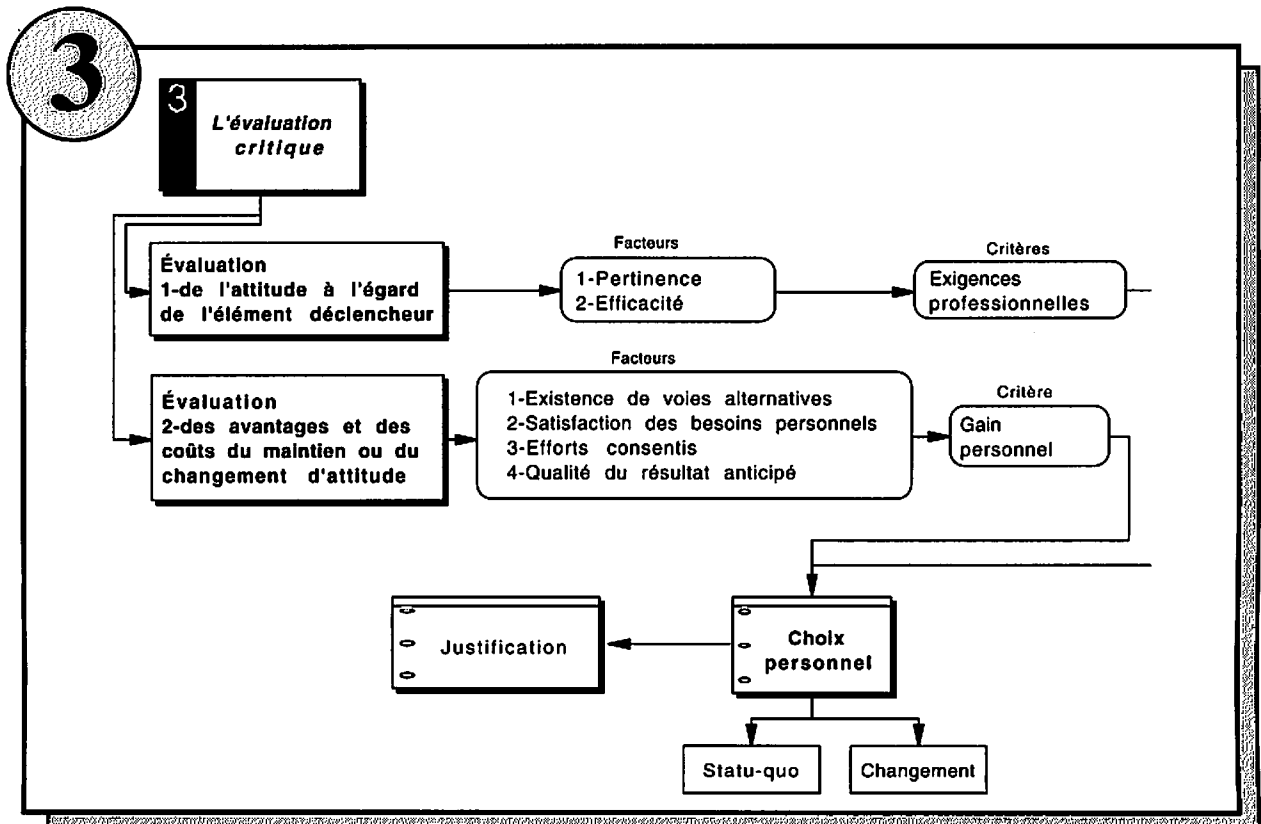 3
3
L'évaluation
critique
Évaluation
1-de l'attitude à l'égard
de l'élément déclencheur
Facteurs
1-Pertinence
2-Efficacité
Critères
Exigences
professionnelles
Évaluation
2-des avantages et des
coûts du maintien ou du
changement d'attitude
Facteurs
1-Existence de voies alternatives
2-Satisfaction des besoins personnels
3-Efforts consentis
4-Qualité du résultat anticipé
Critère
Gain
personnel
Justification
Choix
personnel
Statu-quo
Changement